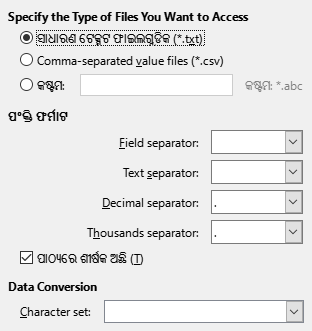 Specify the Type of Files You Want to Access
ସାଧାରଣ ଟେକ୍ସଟ ଫାଇଲଗୁଡିକ (*.txt)
Comma-separated value files (*.csv)
କଷ୍ଟମ: କଷ୍ଟମ: *.abc
ପଂକ୍ତି ଫର୍ମାଟ
Field separator:
Text separator:
Decimal separator: .
Thousands separator: .
ପାଠ୍ୟରେ ଶୀର୍ଷକ ଅଛି (T)
Data Conversion
Character set: